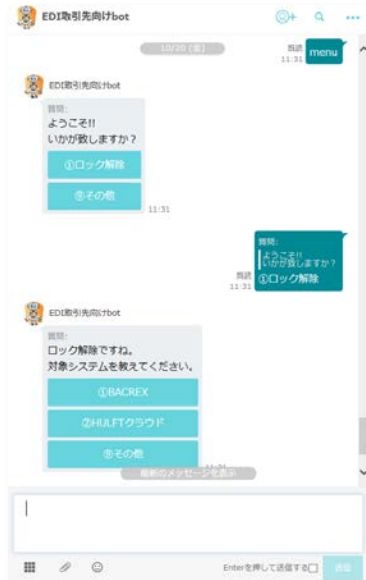 EDI取引先向けbot
10/20 (金)
既読
11:31
menu
EDI取引先向けbot
質問:
ようこそ!!
いかが致しますか？
①ロック解除
⑨その他
11:31
質問:
ようこそ!!
いかが致しますか？
既読
11:31
①ロック解除
EDI取引先向けbot
質問:
ロック解除ですね。
対象システムを教えてください。
①BACREX
②HULFTクラウド
⑨その他
最新のメッセージを表示
Enterを押して送信する
送信